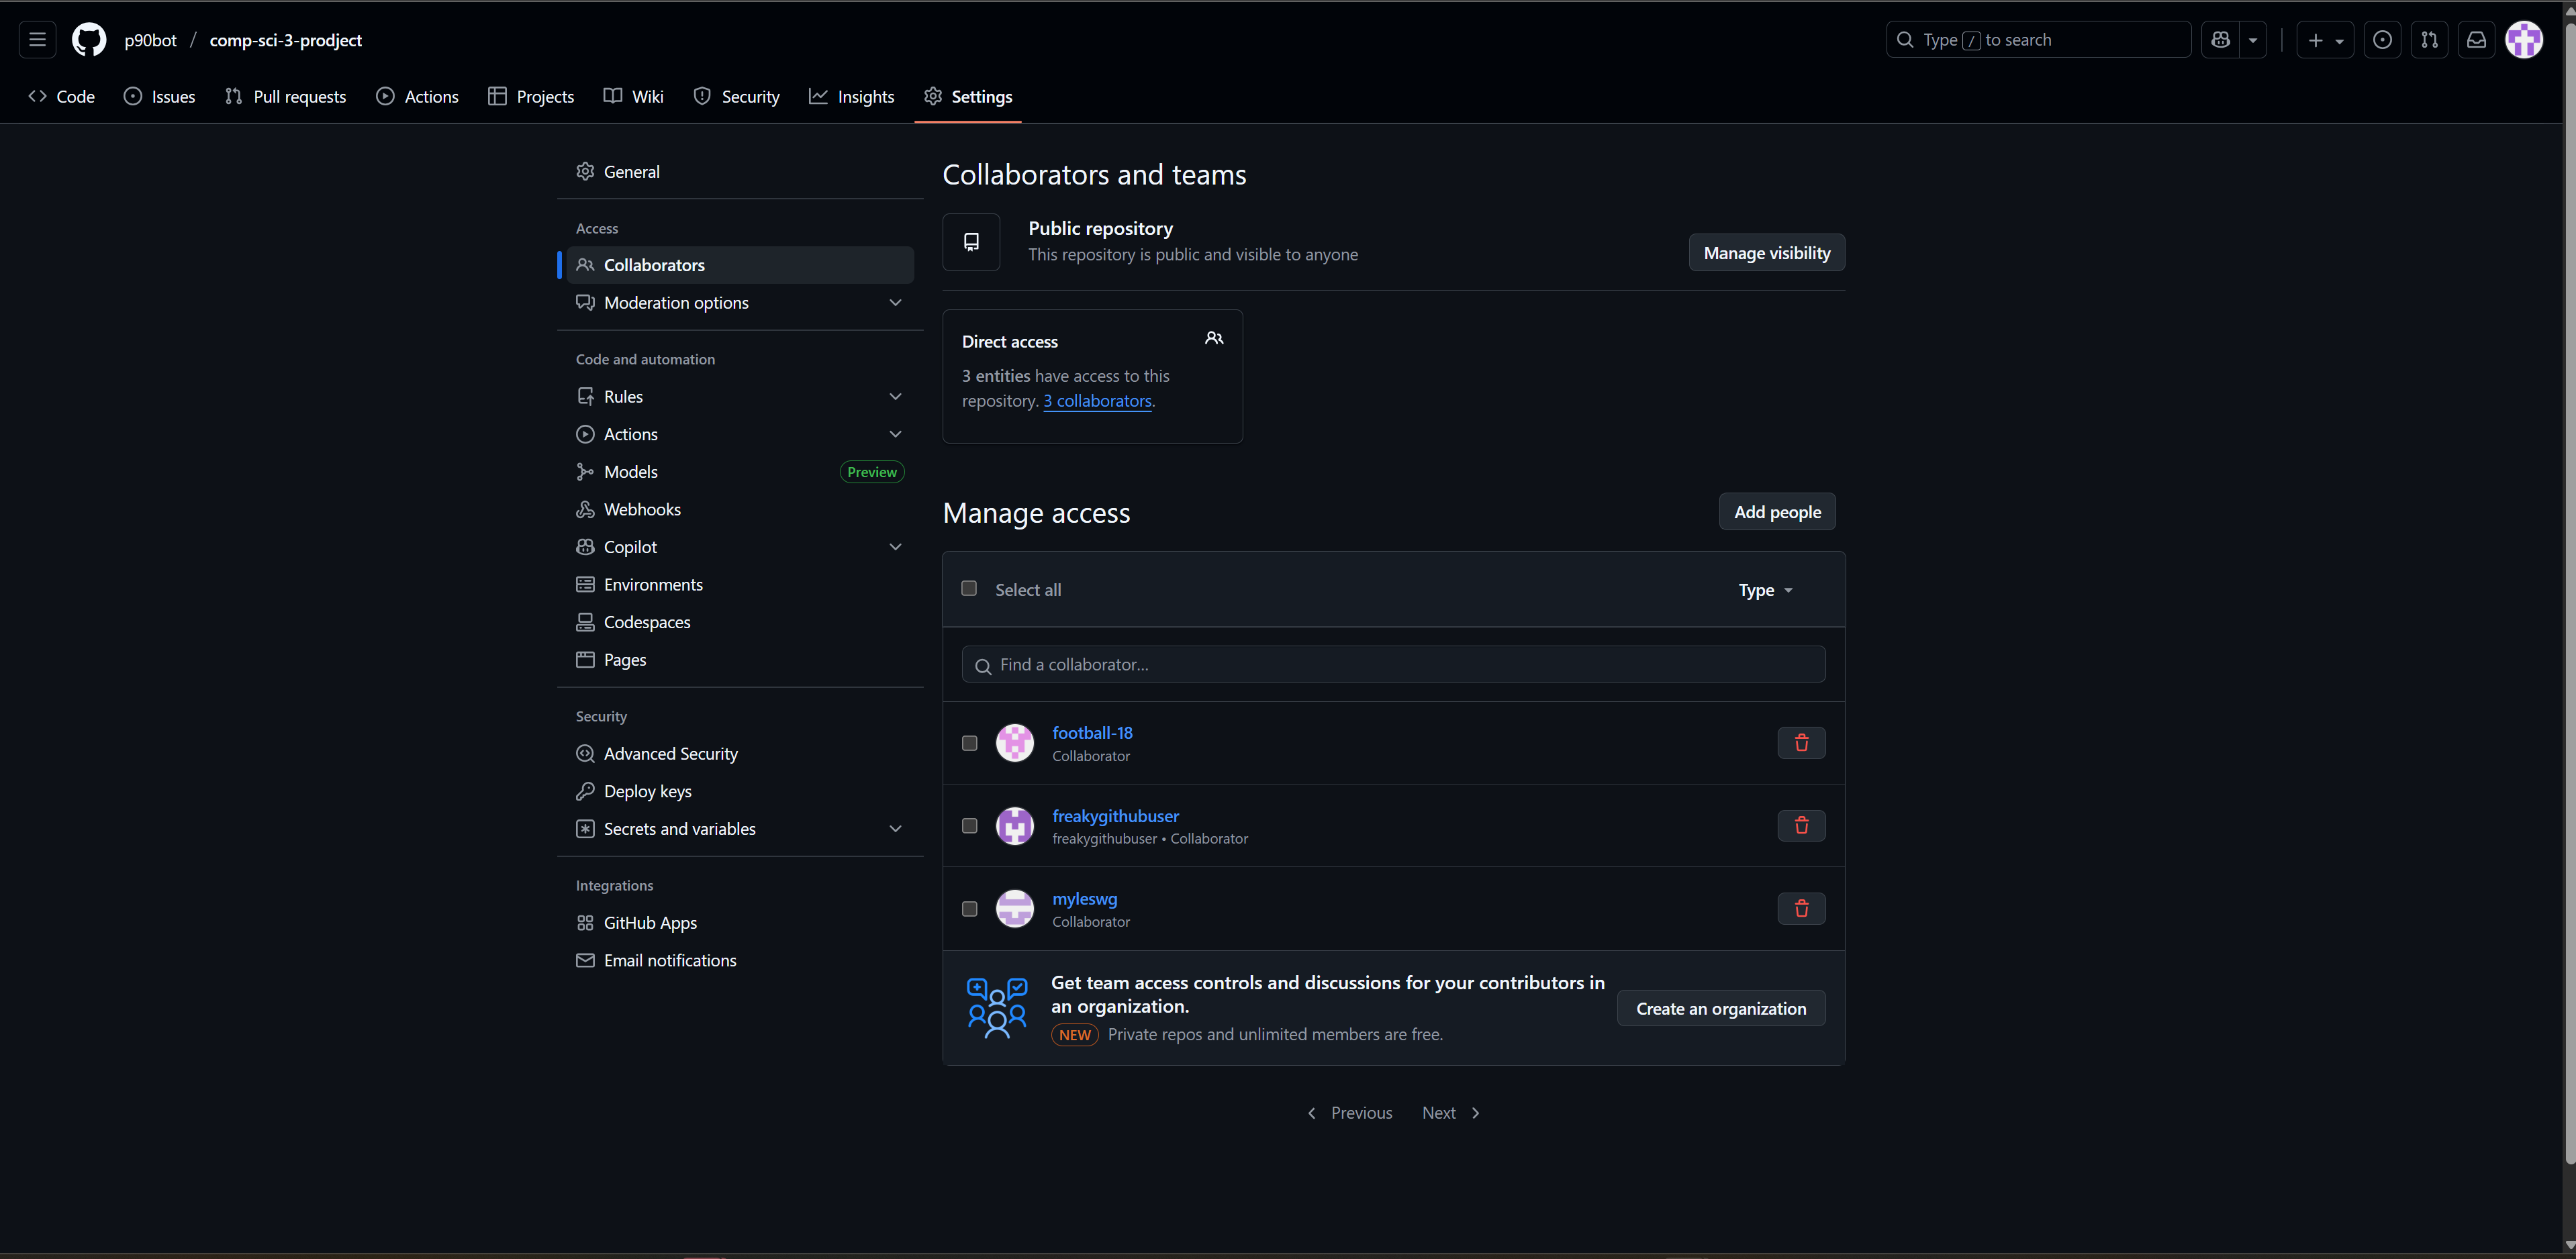 p90bot / comp-sci-3-prodject
Type / to search
Code
Issues
Pull requests
Actions
Projects
Wiki
Security
Insights
Settings
General
Access
Collaborators
Moderation options
Code and automation
Rules
Actions
Models Preview
Webhooks
Copilot
Environments
Codespaces
Pages
Security
Advanced Security
Deploy keys
Secrets and variables
Integrations
GitHub Apps
Email notifications
Collaborators and teams
Public repository
This repository is public and visible to anyone
Manage visibility
Direct access
3 entities have access to this
repository. 3 collaborators.
Manage access
Add people
Select all
Type
Find a collaborator...
football-18
Collaborator
freakygithubuser
freakygithubuser • Collaborator
myleswg
Collaborator
Get team access controls and discussions for your contributors in
an organization.
NEW Private repos and unlimited members are free.
Create an organization
Previous Next